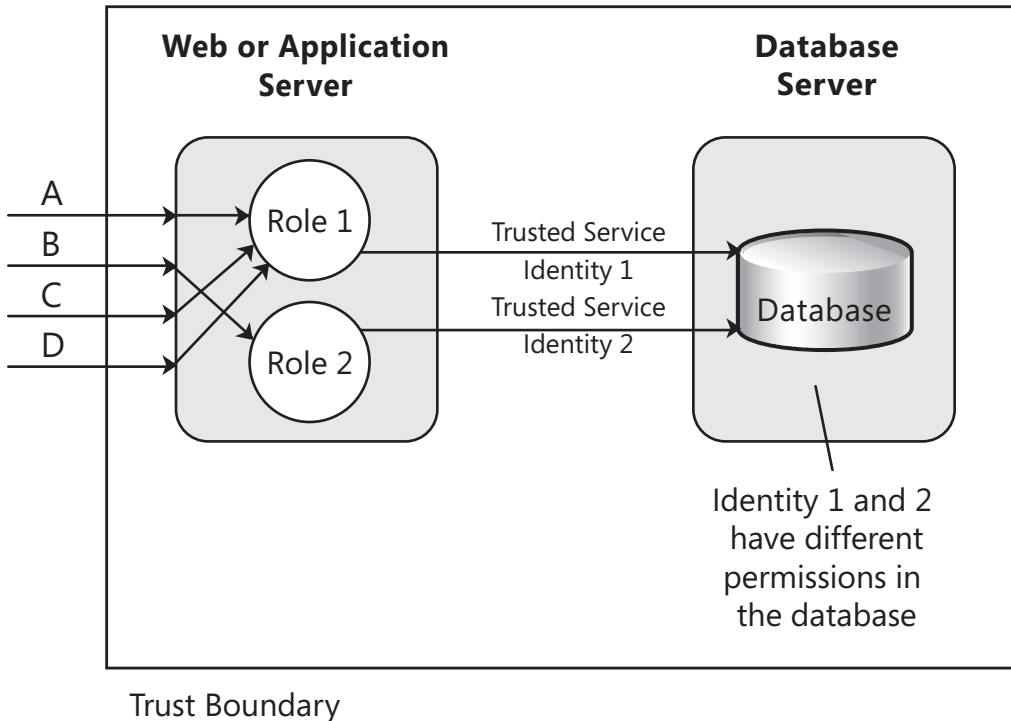 Web or Application
Server
Database
Server
A
B
C
D
Role 1
Role 2
Trusted Service
Identity 1
Trusted Service
Identity 2
Database
Identity 1 and 2
have different
permissions in
the database
Trust Boundary